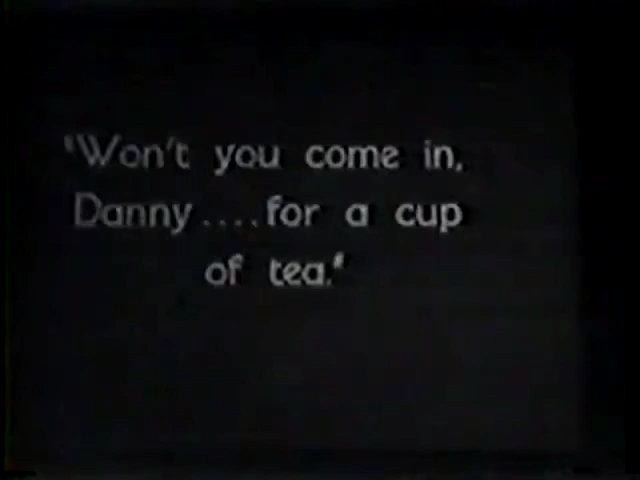 "Won't you come in,
Danny....for a cup
of tea."